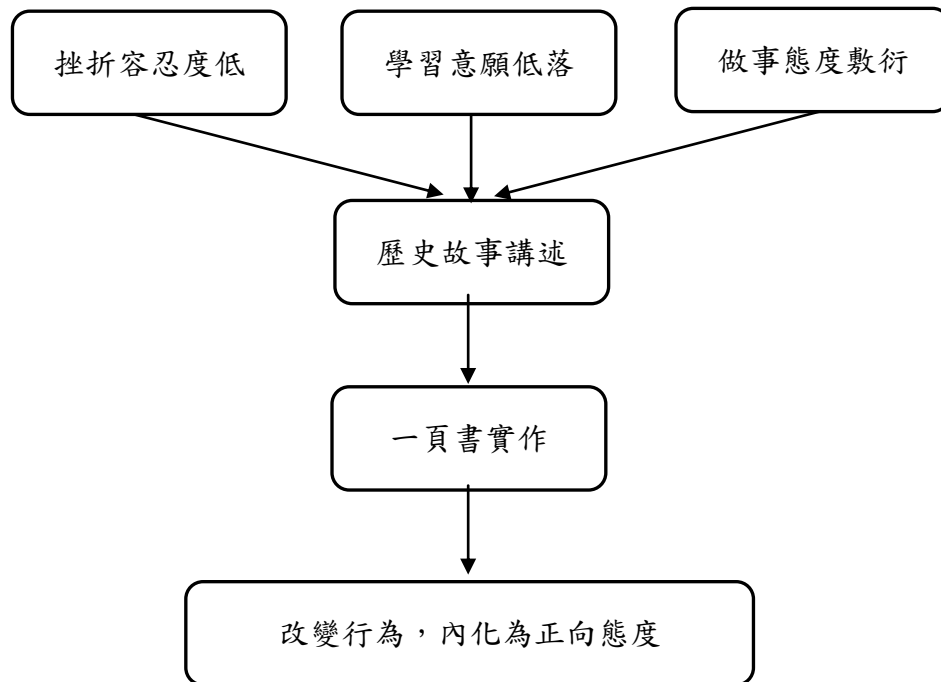 挫折容忍度低
學習意願低落
做事態度敷衍
歷史故事講述
一頁書實作
改變行為，內化為正向態度